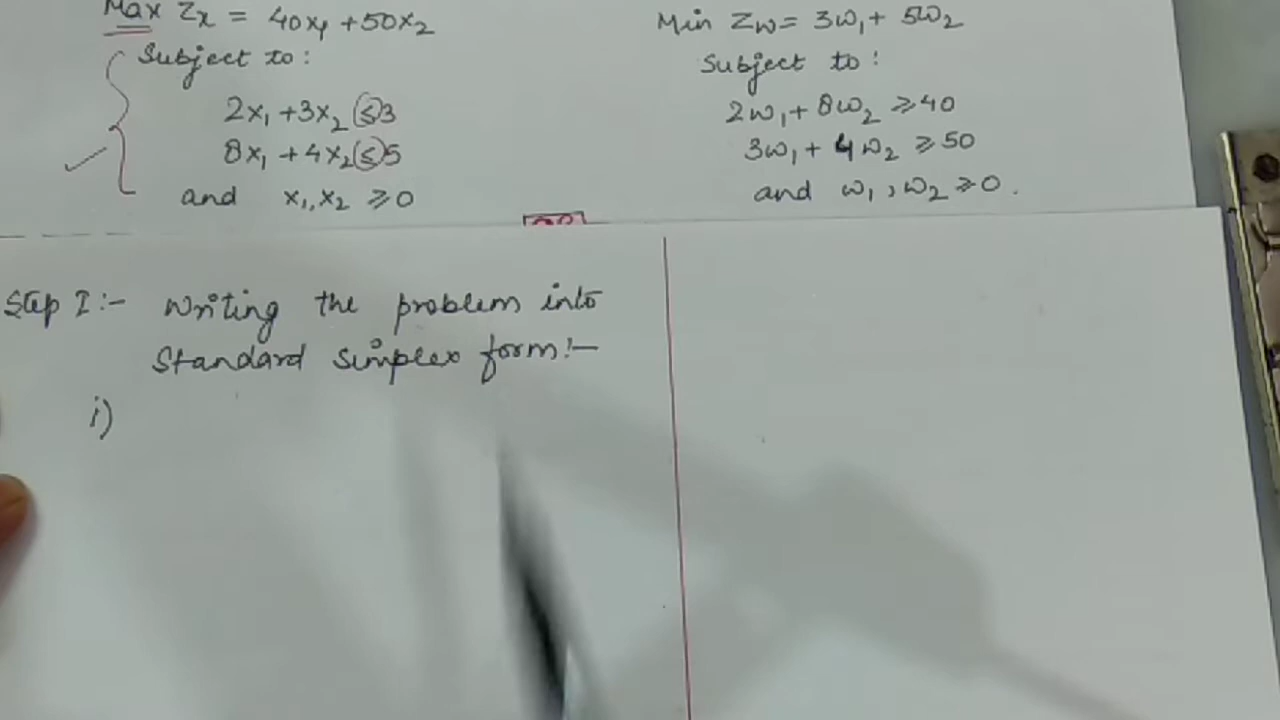 Max Zx = 40x1 + 50x2
Subject to:
2x1 + 3x2 ≤ 3
8x1 + 4x2 ≤ 5
and x1, x2 ≥ 0
Min Zw = 3w1 + 5w2
Subject to:
2w1 + 8w2 ≥ 40
3w1 + 4w2 ≥ 50
and w1, w2 ≥ 0.
Step I:- Writing the problem into
Standard simplex form:-
i)